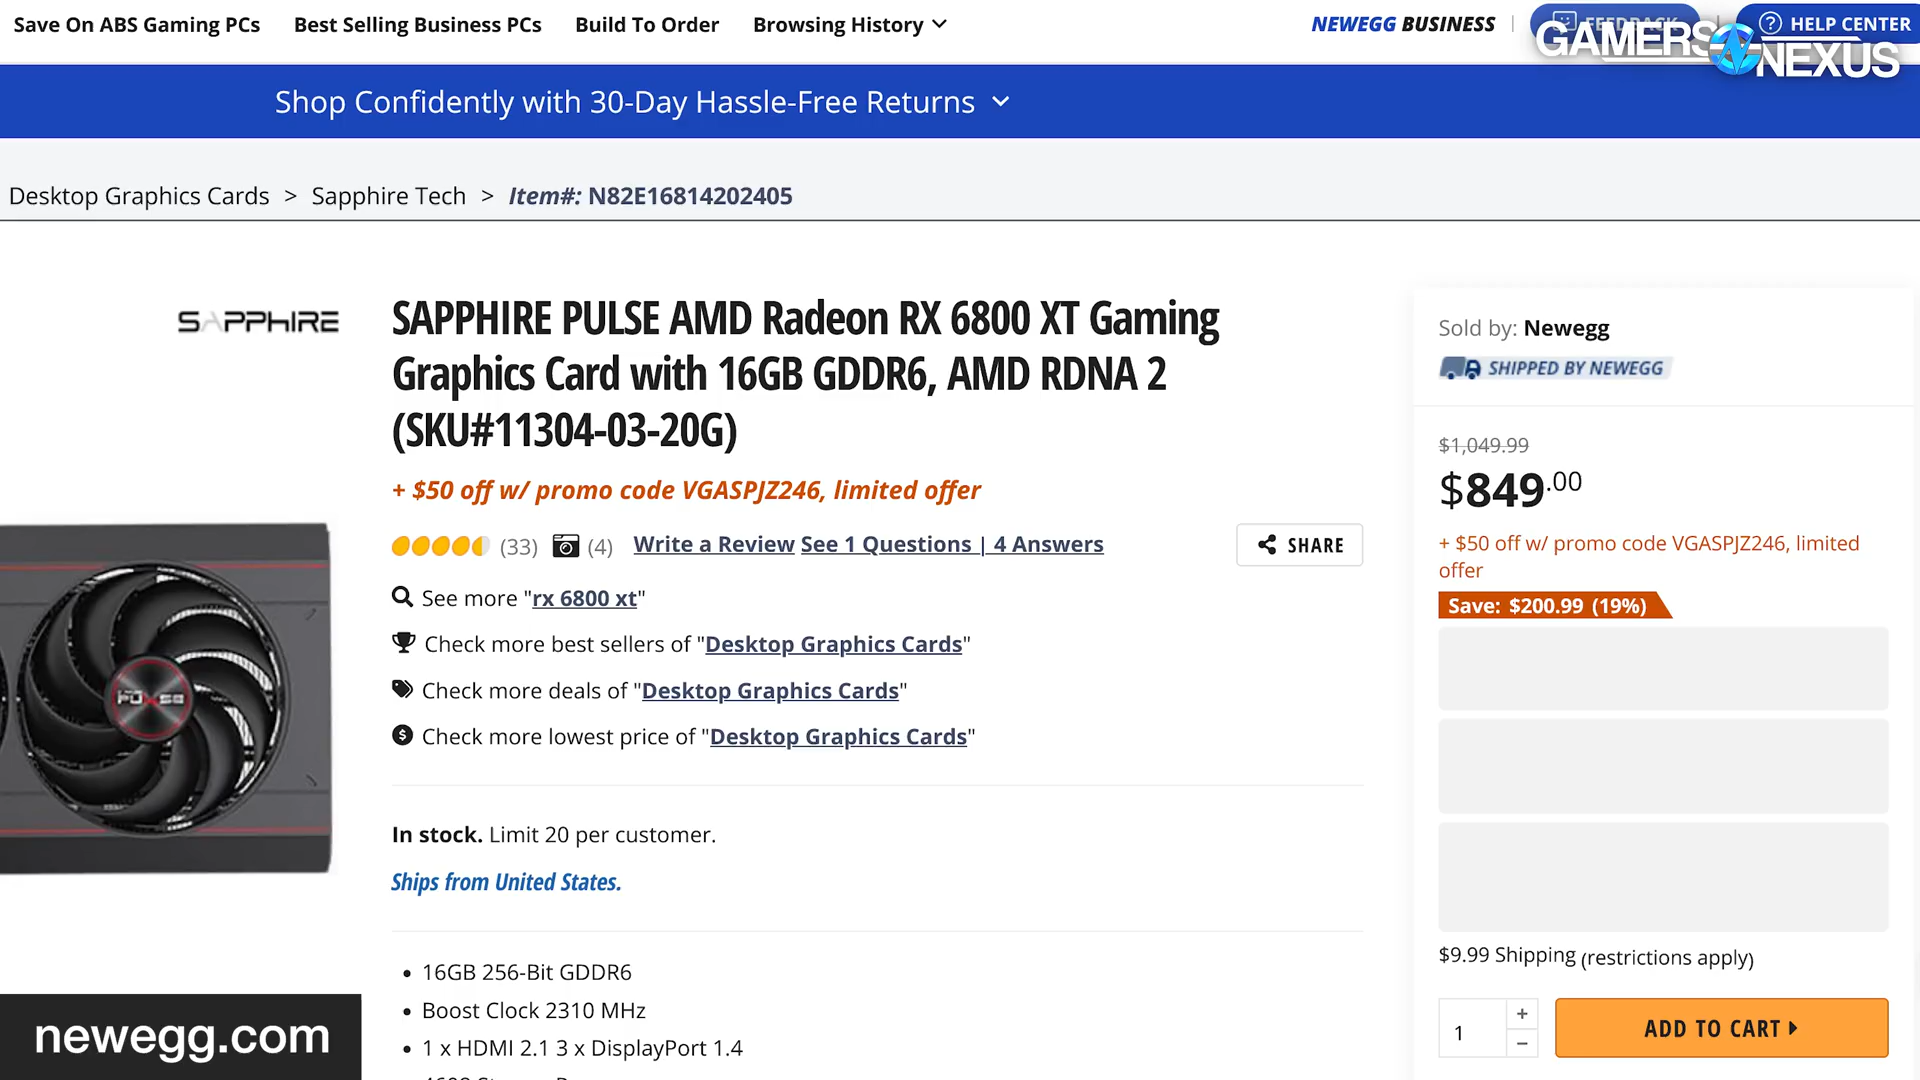 Save On ABS Gaming PCs Best Selling Business PCs Build To Order Browsing History NEWEGG BUSINESS FEEDBACK HELP CENTER
GAMERS NEXUS
Shop Confidently with 30-Day Hassle-Free Returns
Desktop Graphics Cards > Sapphire Tech > Item#: N82E16814202405
SAPPHIRE
SAPPHIRE PULSE AMD Radeon RX 6800 XT Gaming
Graphics Card with 16GB GDDR6, AMD RDNA 2
(SKU#11304-03-20G)
+ $50 off w/ promo code VGASPJZ246, limited offer
(33) (4) Write a Review See 1 Questions | 4 Answers
SHARE
See more "rx 6800 xt"
Check more best sellers of "Desktop Graphics Cards"
Check more deals of "Desktop Graphics Cards"
Check more lowest price of "Desktop Graphics Cards"
In stock. Limit 20 per customer.
Ships from United States.
• 16GB 256-Bit GDDR6
• Boost Clock 2310 MHz
• 1 x HDMI 2.1 3 x DisplayPort 1.4
Sold by: Newegg
SHIPPED BY NEWEGG
$1,049.99
$849.00
+ $50 off w/ promo code VGASPJZ246, limited
offer
Save: $200.99 (19%)
$9.99 Shipping (restrictions apply)
1 + −
ADD TO CART
PULSE
newegg.com